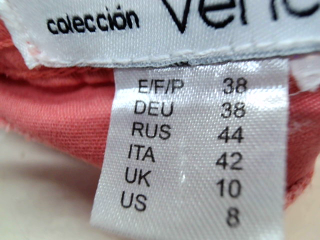 colección
E/F/P 38
DEU 38
RUS 44
ITA 42
UK 10
US 8